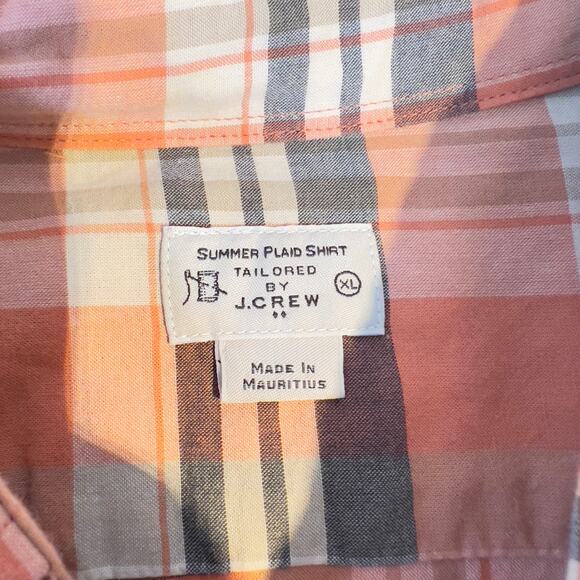 SUMMER PLAID SHIRT
TAILORED
BY
J.CREW
XL
MADE IN
MAURITIUS